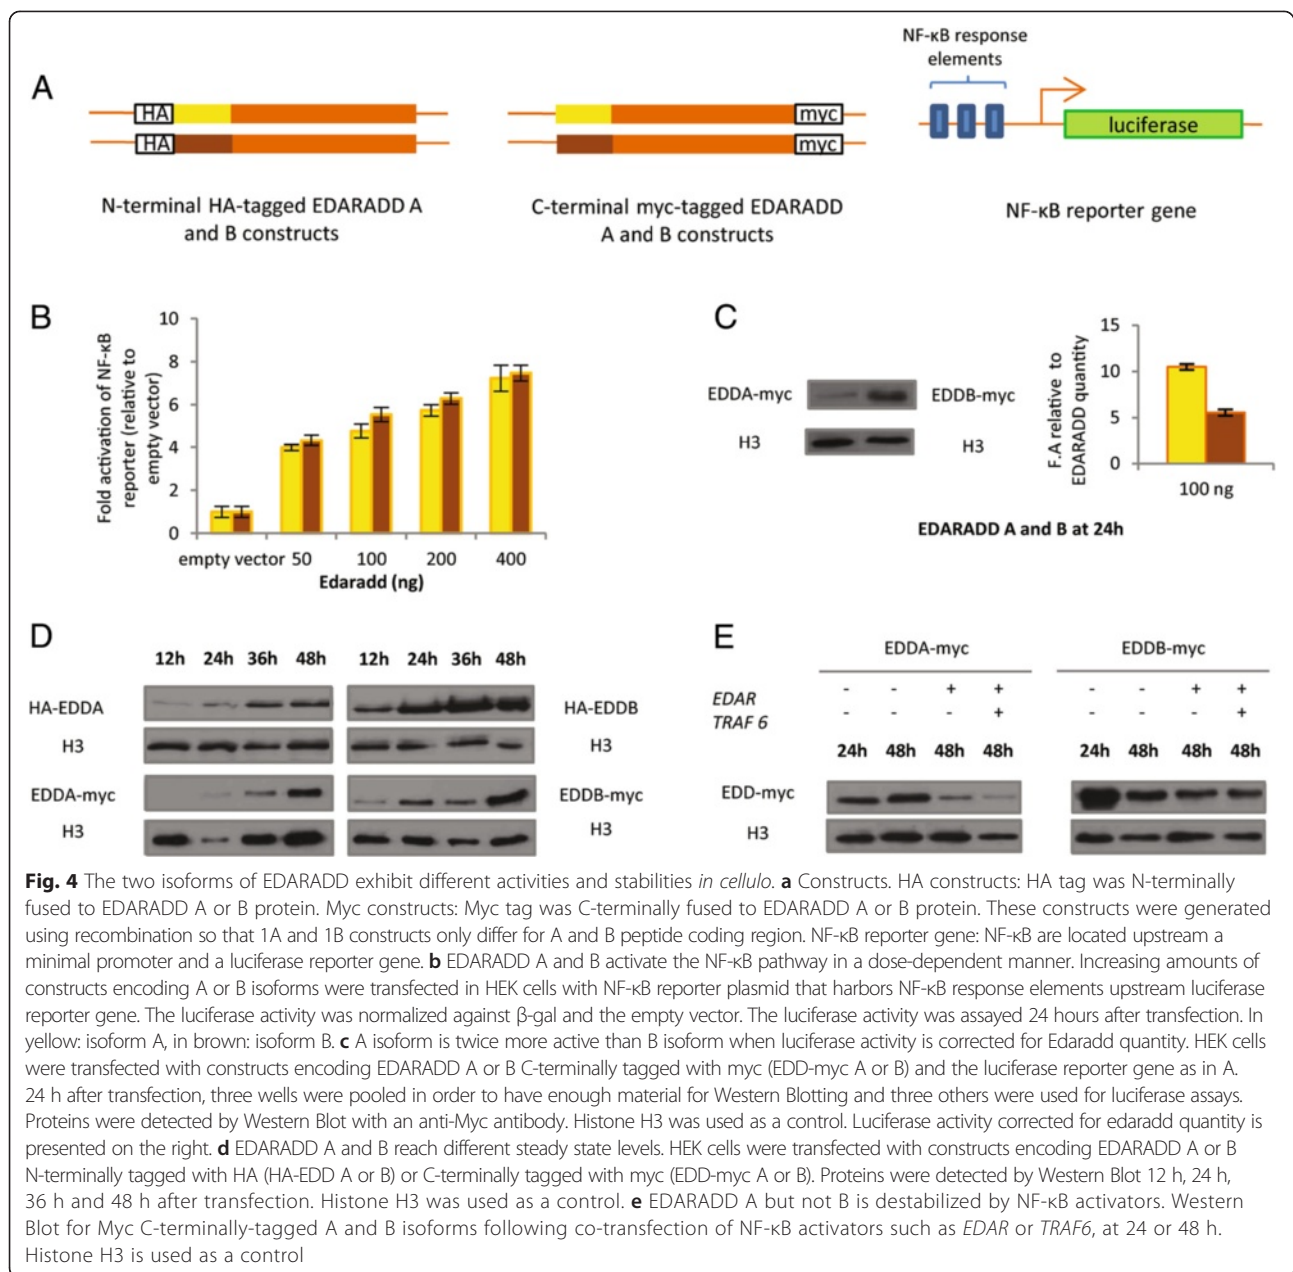 A
HA
HA
N-terminal HA-tagged EDARADD A
and B constructs
myc
myc
C-terminal myc-tagged EDARADD
A and B constructs
NF-κB response
elements
luciferase
NF-κB reporter gene
B
Fold activation of NF-κB
reporter (relative to
empty vector)
10
8
6
4
2
0
empty vector 50 100 200 400
Edaradd (ng)
C
EDDA-myc EDDB-myc
H3 H3
F.A relative to
EDARADD quantity
15
10
5
0
100 ng
EDARADD A and B at 24h
D
12h 24h 36h 48h 12h 24h 36h 48h
HA-EDDA HA-EDDB
H3
EDDA-myc EDDB-myc
H3 H3
E
EDDA-myc EDDB-myc
EDAR - - + + - - + +
TRAF 6 - - - + - - - +
24h 48h 48h 48h 24h 48h 48h 48h
EDD-myc
H3
Fig. 4 The two isoforms of EDARADD exhibit different activities and stabilities in cellulo. a Constructs. HA constructs: HA tag was N-terminally
fused to EDARADD A or B protein. Myc constructs: Myc tag was C-terminally fused to EDARADD A or B protein. These constructs were generated
using recombination so that 1A and 1B constructs only differ for A and B peptide coding region. NF-κB reporter gene: NF-κB are located upstream a
minimal promoter and a luciferase reporter gene. b EDARADD A and B activate the NF-κB pathway in a dose-dependent manner. Increasing amounts of
constructs encoding A or B isoforms were transfected in HEK cells with NF-κB reporter plasmid that harbors NF-κB response elements upstream luciferase
reporter gene. The luciferase activity was normalized against β-gal and the empty vector. The luciferase activity was assayed 24 hours after transfection. In
yellow: isoform A, in brown: isoform B. c A isoform is twice more active than B isoform when luciferase activity is corrected for Edaradd quantity. HEK cells
were transfected with constructs encoding EDARADD A or B C-terminally tagged with myc (EDD-myc A or B) and the luciferase reporter gene as in A.
24 h after transfection, three wells were pooled in order to have enough material for Western Blotting and three others were used for luciferase assays.
Proteins were detected by Western Blot with an anti-Myc antibody. Histone H3 was used as a control. Luciferase activity corrected for edaradd quantity is
presented on the right. d EDARADD A and B reach different steady state levels. HEK cells were transfected with constructs encoding EDARADD A or B
N-terminally tagged with HA (HA-EDD A or B) or C-terminally tagged with myc (EDD-myc A or B). Proteins were detected by Western Blot 12 h, 24 h,
36 h and 48 h after transfection. Histone H3 was used as a control. e EDARADD A but not B is destabilized by NF-κB activators. Western
Blot for Myc C-terminally-tagged A and B isoforms following co-transfection of NF-κB activators such as EDAR or TRAF6, at 24 or 48 h.
Histone H3 is used as a control